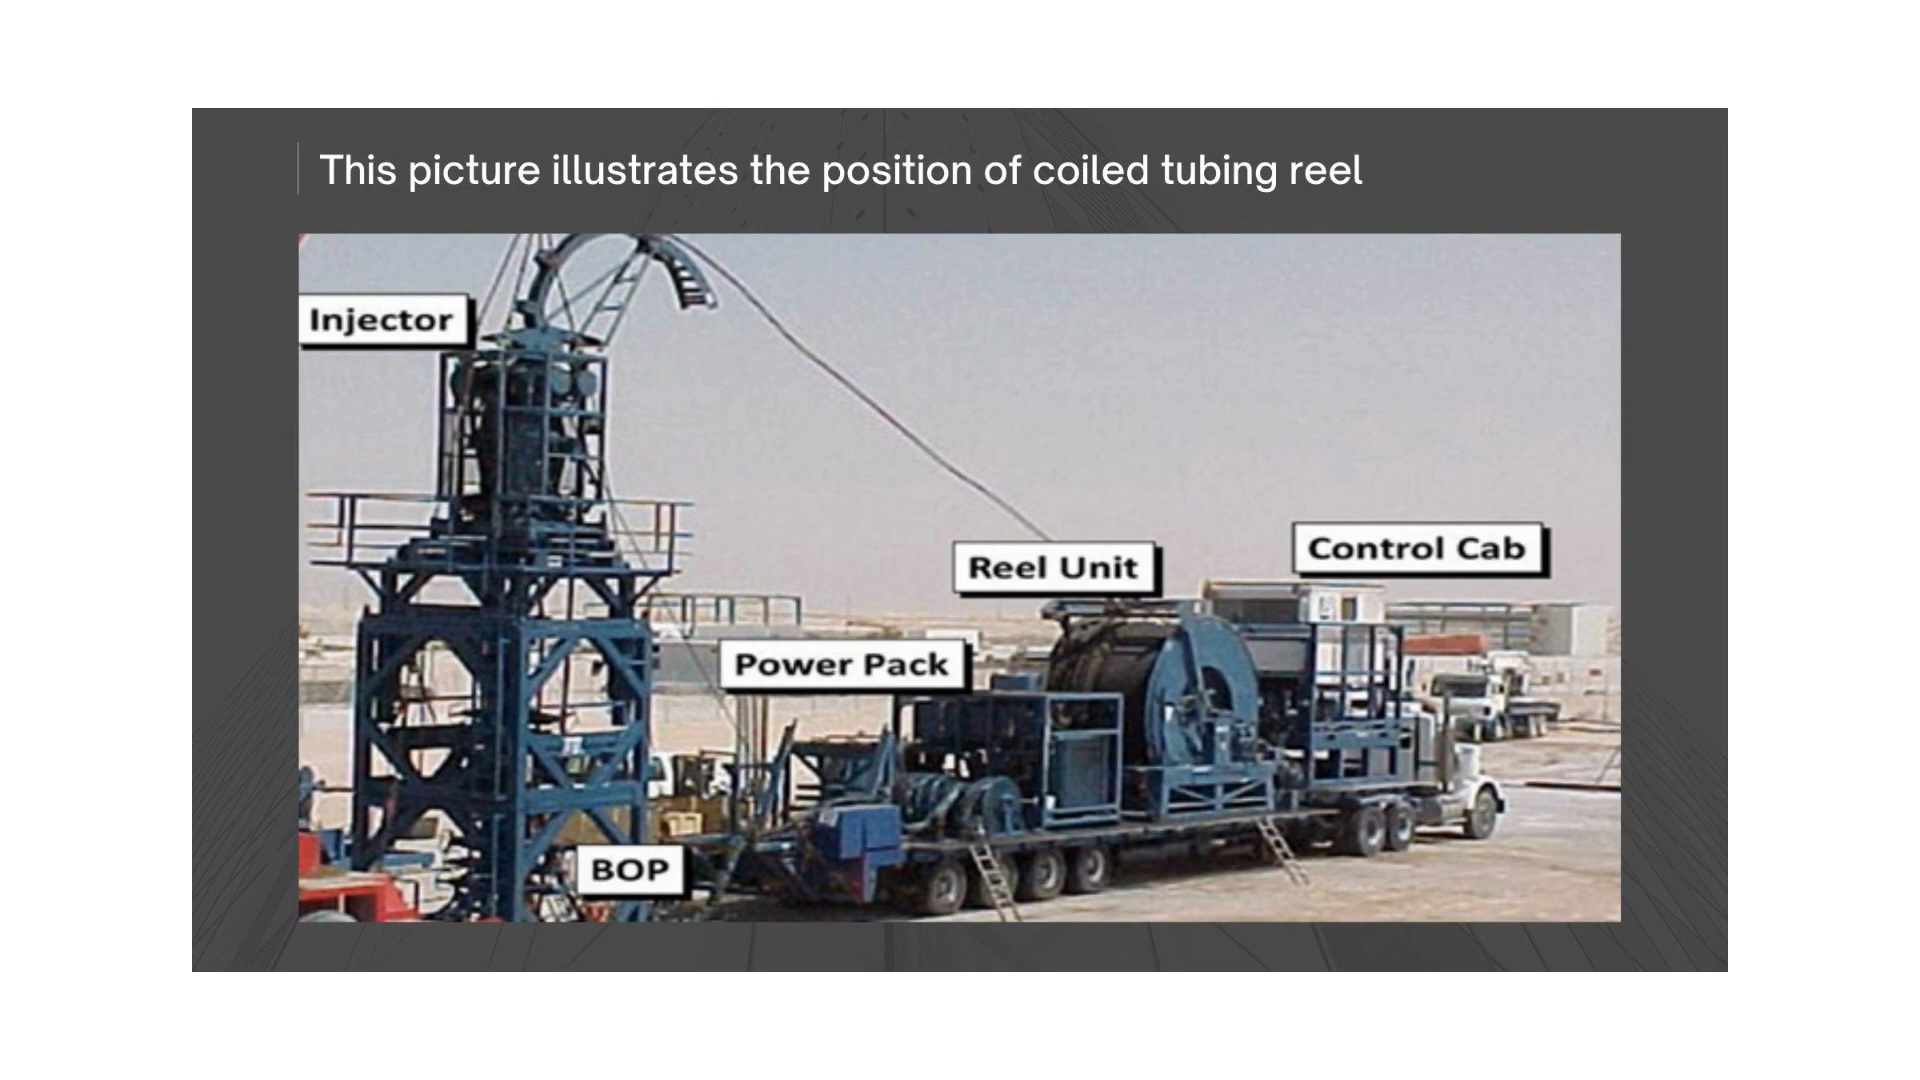 This picture illustrates the position of coiled tubing reel
Injector
Reel Unit
Control Cab
Power Pack
BOP